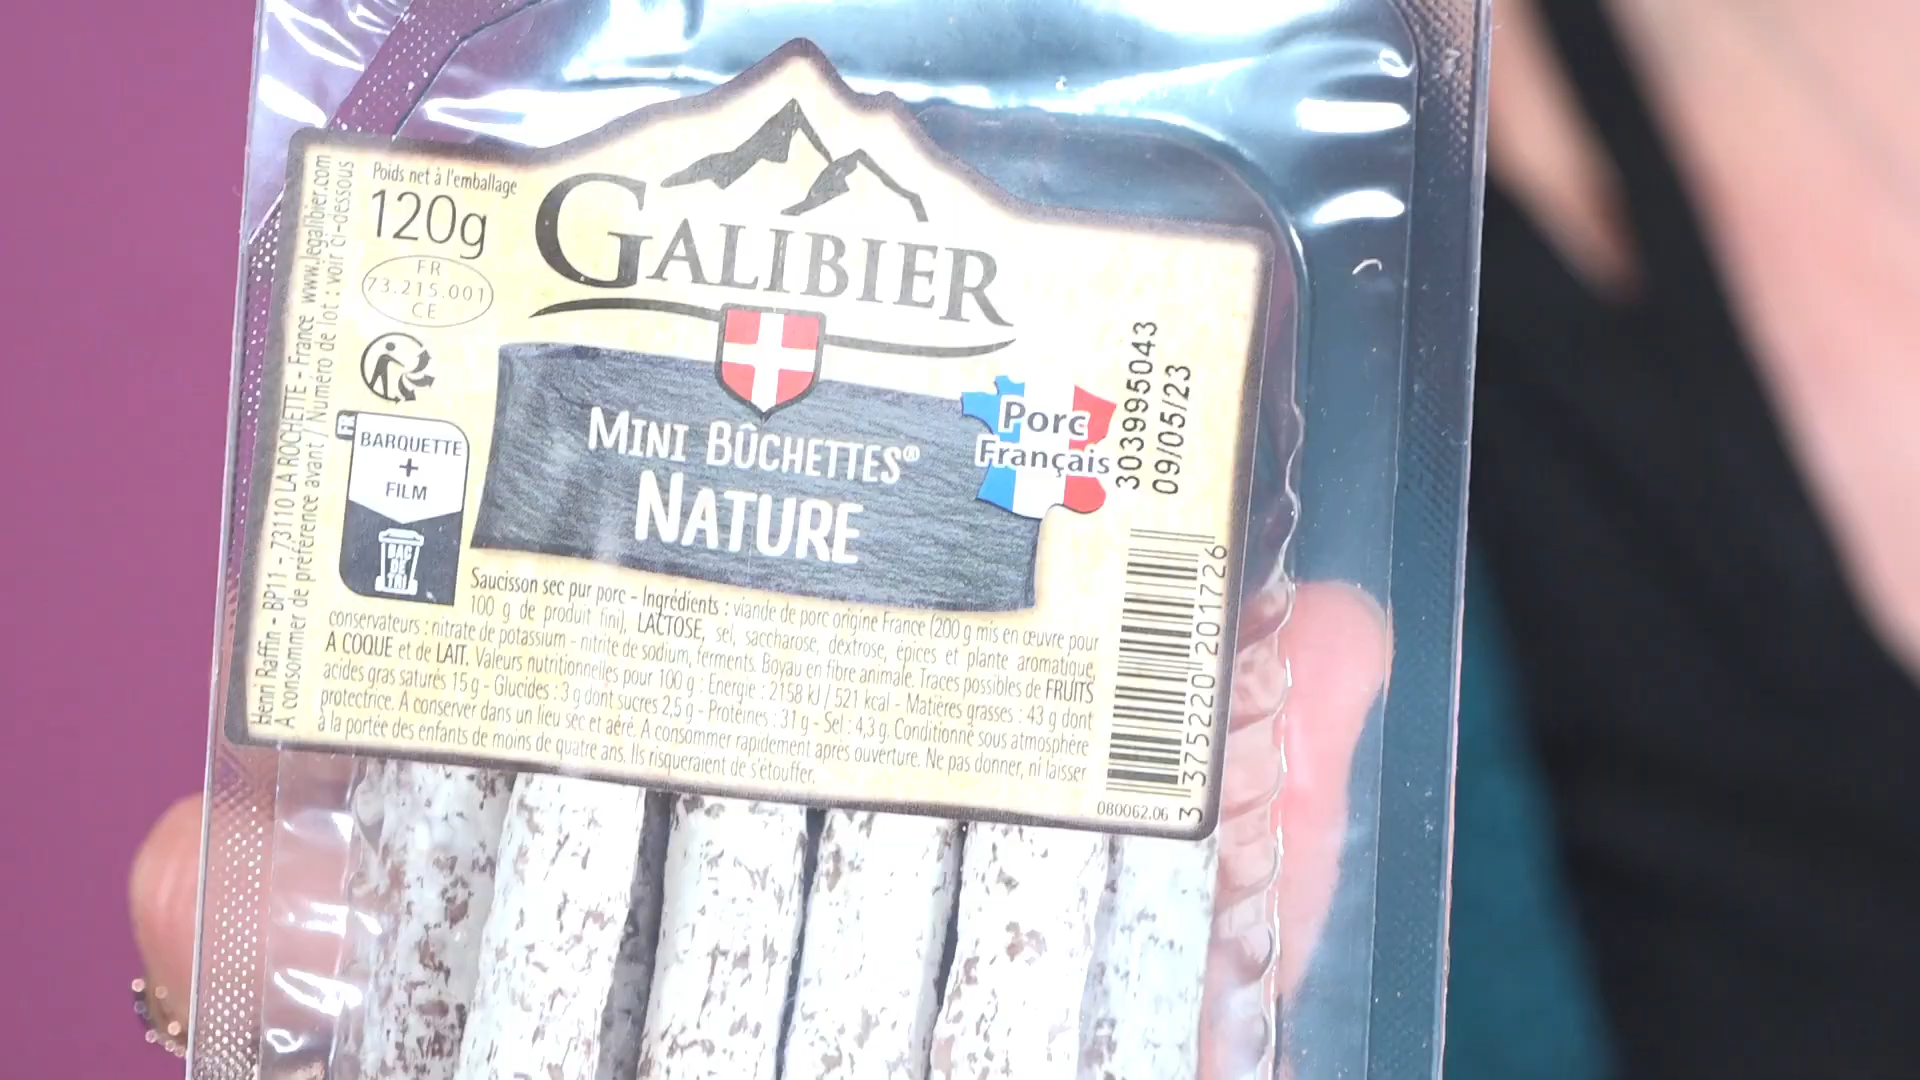 Poids net à l'emballage
120g
FR
73.215.001
CE
GALIBIER
FR
BARQUETTE
+
FILM
BAC
DE
TRI
MINI BÛCHETTES®
NATURE
Porc
Français
303995043
09/05/23
Henri Raffin - BP11 - 73110 LA ROCHETTE - France www.legalibier.com
A consommer de préférence avant / Numéro de lot : voir ci-dessous
Saucisson sec pur porc - Ingrédients : viande de porc origine France (200 g mis en œuvre pour
100 g de produit fini), LACTOSE, sel, saccharose, dextrose, épices et plante aromatique,
conservateurs : nitrate de potassium - nitrite de sodium, ferments. Boyau en fibre animale. Traces possibles de FRUITS
A COQUE et de LAIT. Valeurs nutritionnelles pour 100 g : Energie : 2158 kJ / 521 kcal - Matières grasses : 43 g dont
acides gras saturés 15 g - Glucides : 3 g dont sucres 2,5 g - Protéines : 31 g - Sel : 4,3 g. Conditionné sous atmosphère
protectrice. A conserver dans un lieu sec et aéré. A consommer rapidement après ouverture. Ne pas donner, ni laisser
à la portée des enfants de moins de quatre ans. Ils risqueraient de s'étouffer.
3 375220 201726
080062.06